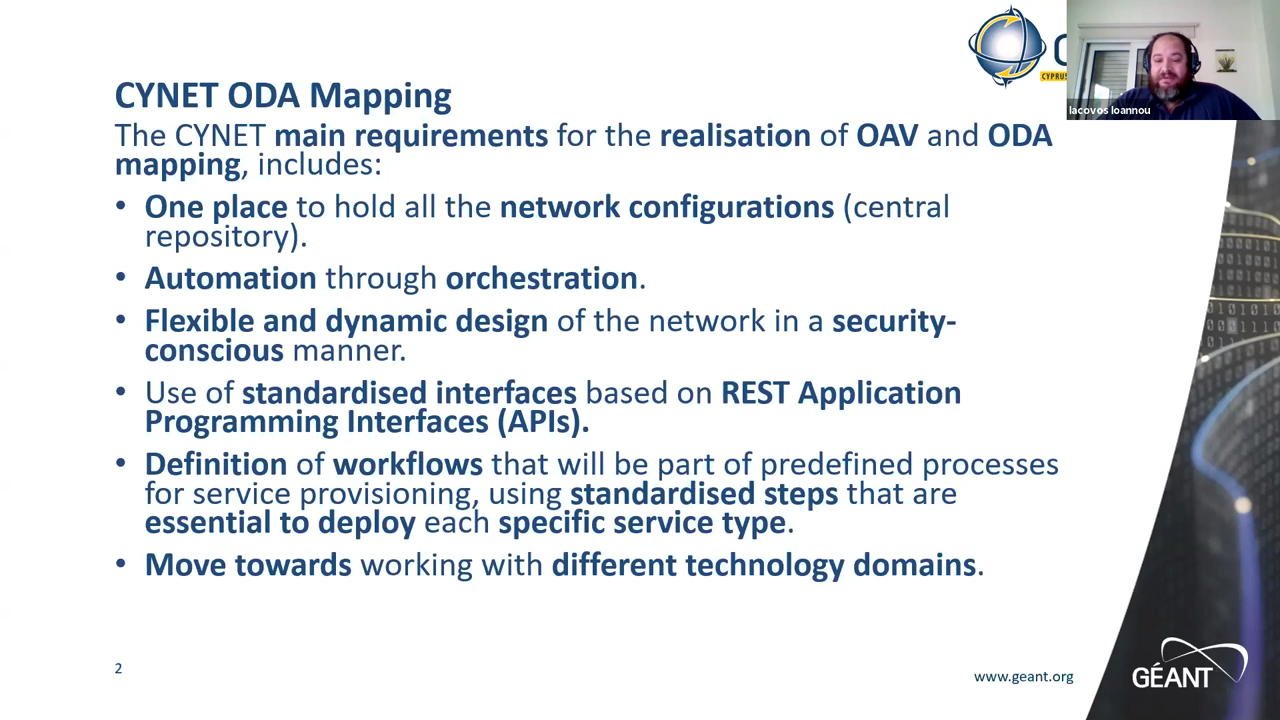 CYNET ODA Mapping
The CYNET main requirements for the realisation of OAV and ODA
mapping, includes:
• One place to hold all the network configurations (central
repository).
• Automation through orchestration.
• Flexible and dynamic design of the network in a security-
conscious manner.
• Use of standardised interfaces based on REST Application
Programming Interfaces (APIs).
• Definition of workflows that will be part of predefined processes
for service provisioning, using standardised steps that are
essential to deploy each specific service type.
• Move towards working with different technology domains.
2
www.geant.org
GÉANT
CYPRUS
Iacovos Ioannou